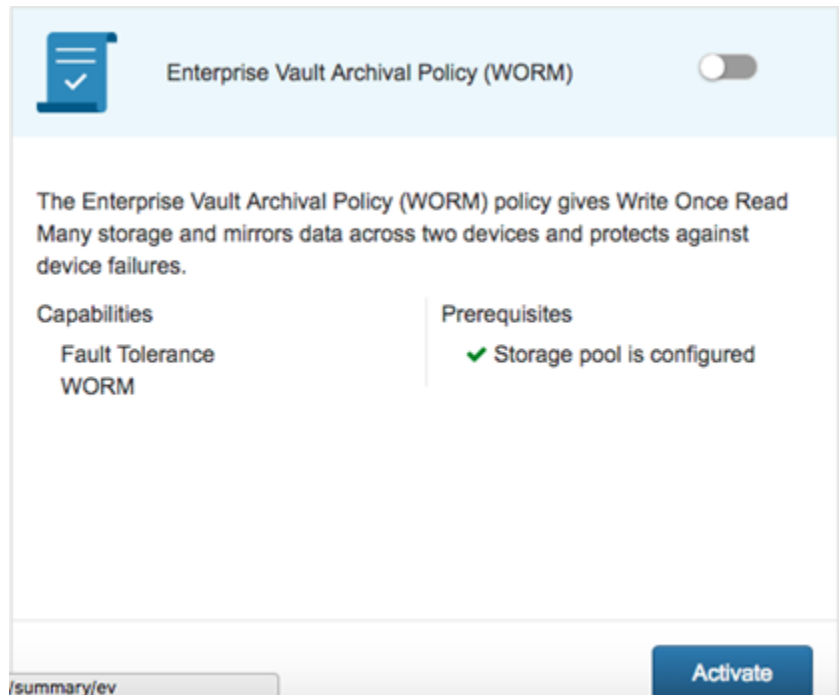 Enterprise Vault Archival Policy (WORM)
The Enterprise Vault Archival Policy (WORM) policy gives Write Once Read
Many storage and mirrors data across two devices and protects against
device failures.
Capabilities
Fault Tolerance
WORM
Prerequisites
Storage pool is configured
Activate
/summary/ev